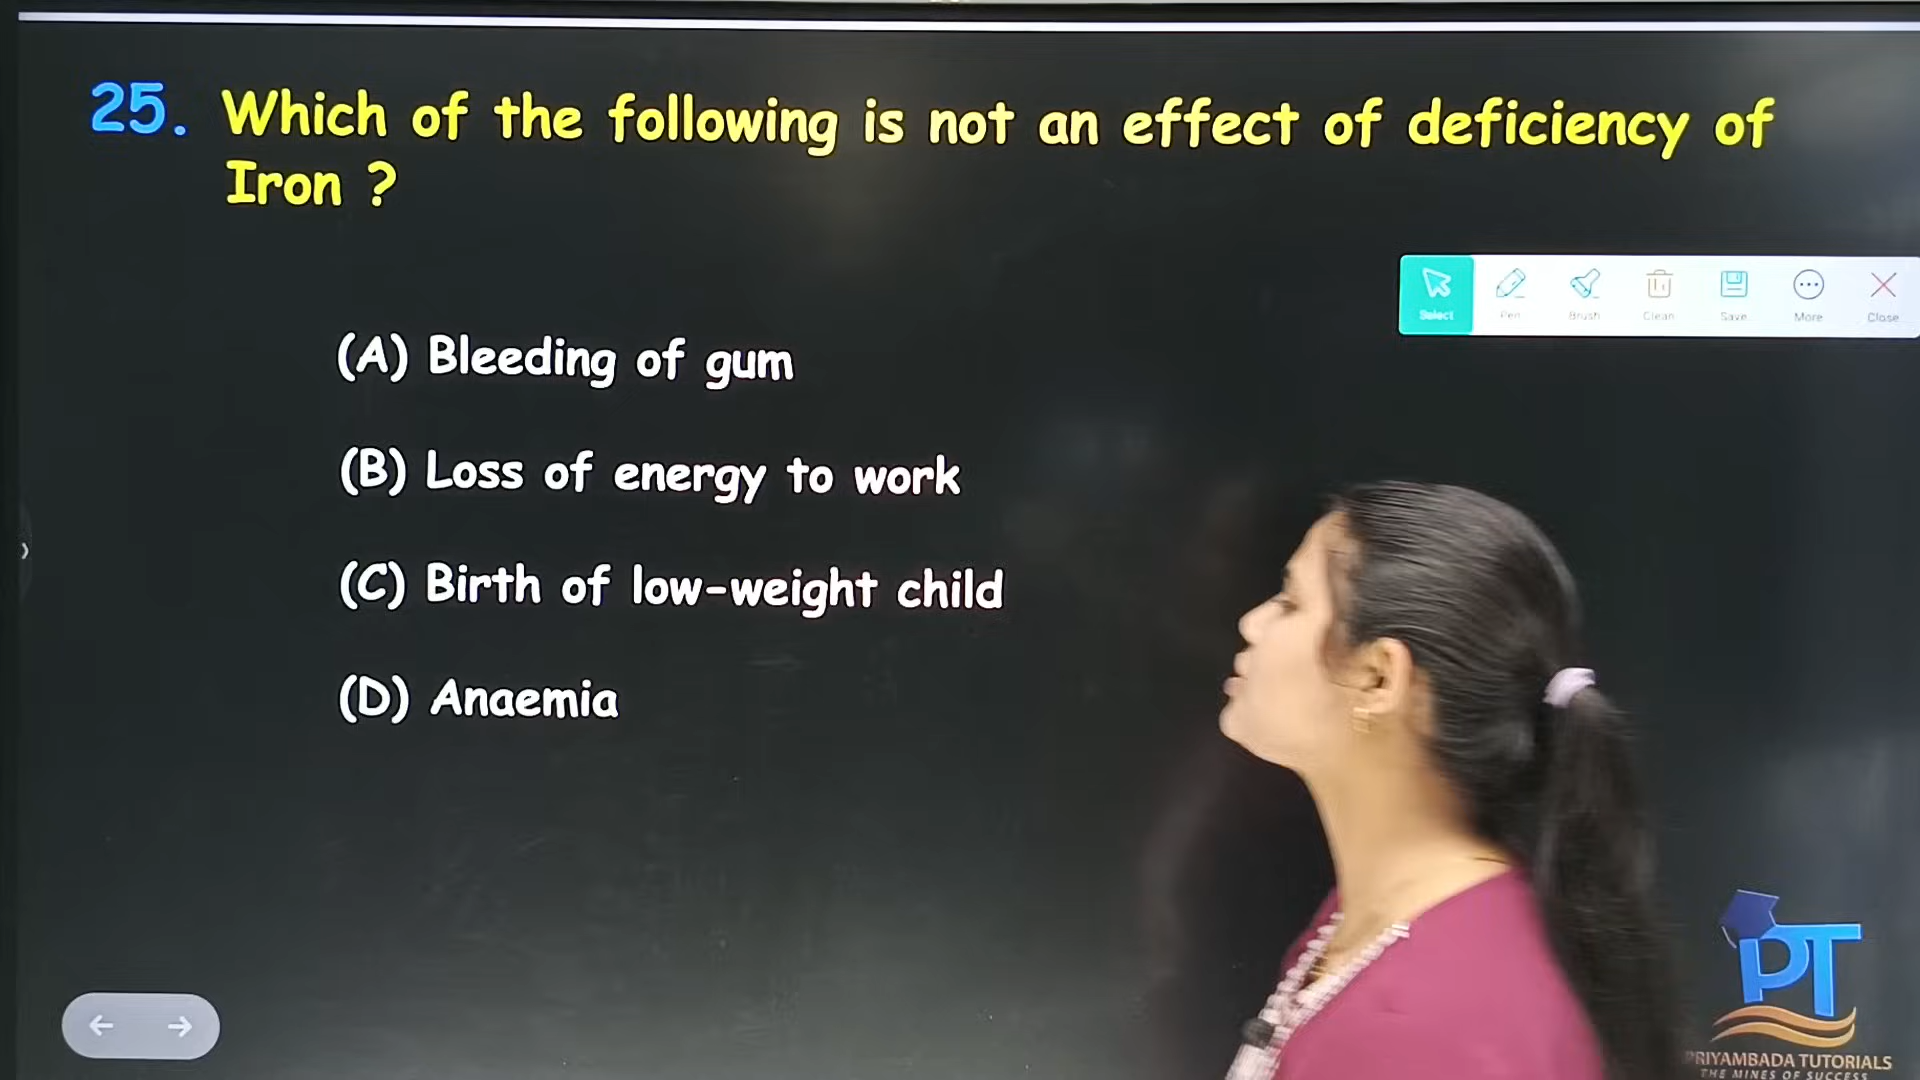 25. Which of the following is not an effect of deficiency of
Iron ?
Select Pen Brush Clean Save More Close
(A) Bleeding of gum
(B) Loss of energy to work
(C) Birth of low-weight child
(D) Anaemia
PT
PRIYAMBADA TUTORIALS
THE MINES OF SUCCESS